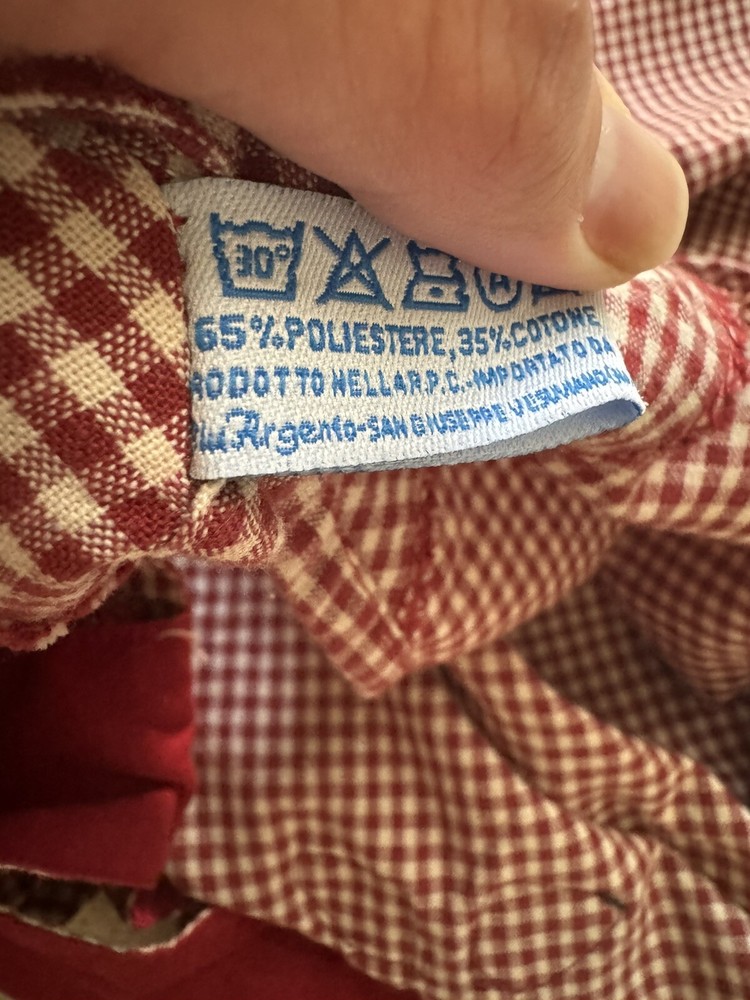 30°
65% POLIESTERE, 35% COTONE
RODOTTO NELLA R.P.C.-IMPORTATO DA
Argento-SAN GIUSEPPE VESUVIANO